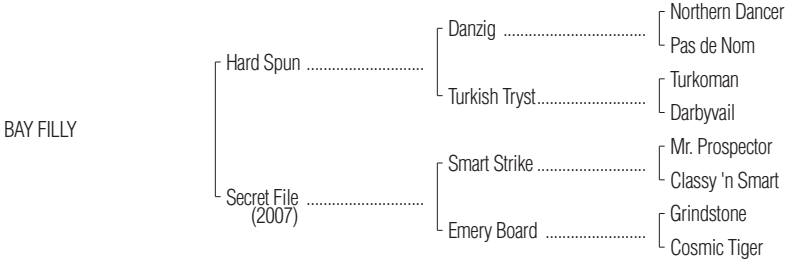 Northern Dancer
Danzig ................................
Pas de Nom
Hard Spun ..........................
Turkoman
Turkish Tryst........................
Darbyvail
BAY FILLY
Mr. Prospector
Smart Strike ........................
Classy 'n Smart
Secret File ..........................
(2007)
Grindstone
Emery Board ......................
Cosmic Tiger